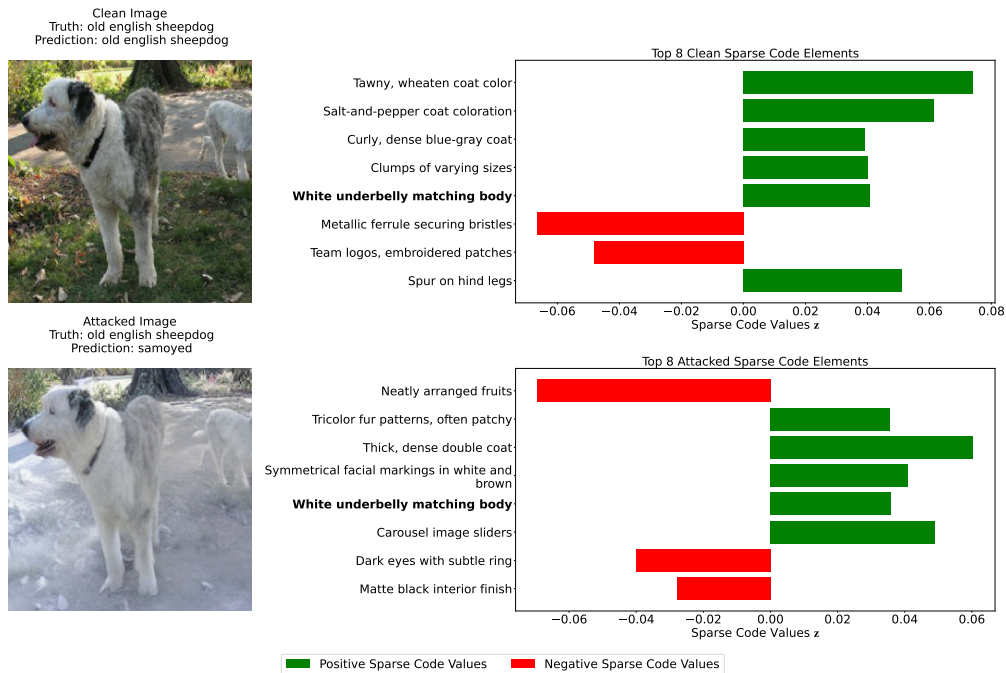 Clean Image
Truth: old english sheepdog
Prediction: old english sheepdog
Top 8 Clean Sparse Code Elements
Tawny, wheaten coat color
Salt-and-pepper coat coloration
Curly, dense blue-gray coat
Clumps of varying sizes
White underbelly matching body
Metallic ferrule securing bristles
Team logos, embroidered patches
Spur on hind legs
−0.06 −0.04 −0.02 0.00 0.02 0.04 0.06 0.08
Sparse Code Values z
Attacked Image
Truth: old english sheepdog
Prediction: samoyed
Top 8 Attacked Sparse Code Elements
Neatly arranged fruits
Tricolor fur patterns, often patchy
Thick, dense double coat
Symmetrical facial markings in white and
brown
White underbelly matching body
Carousel image sliders
Dark eyes with subtle ring
Matte black interior finish
−0.06 −0.04 −0.02 0.00 0.02 0.04 0.06
Sparse Code Values z
Positive Sparse Code Values Negative Sparse Code Values